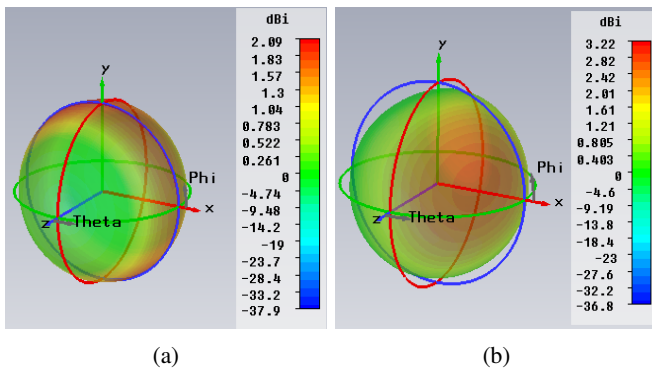 dBi
2.09
1.83
1.57
1.3
1.04
0.783
0.522
0.261
0
-4.74
-9.48
-14.2
-19
-23.7
-28.4
-33.2
-37.9
y
Phi
x
z
Theta
(a)
dBi
3.22
2.82
2.42
2.01
1.61
1.21
0.805
0.403
0
-4.6
-9.19
-13.8
-18.4
-23
-27.6
-32.2
-36.8
y
Phi
x
z
Theta
(b)